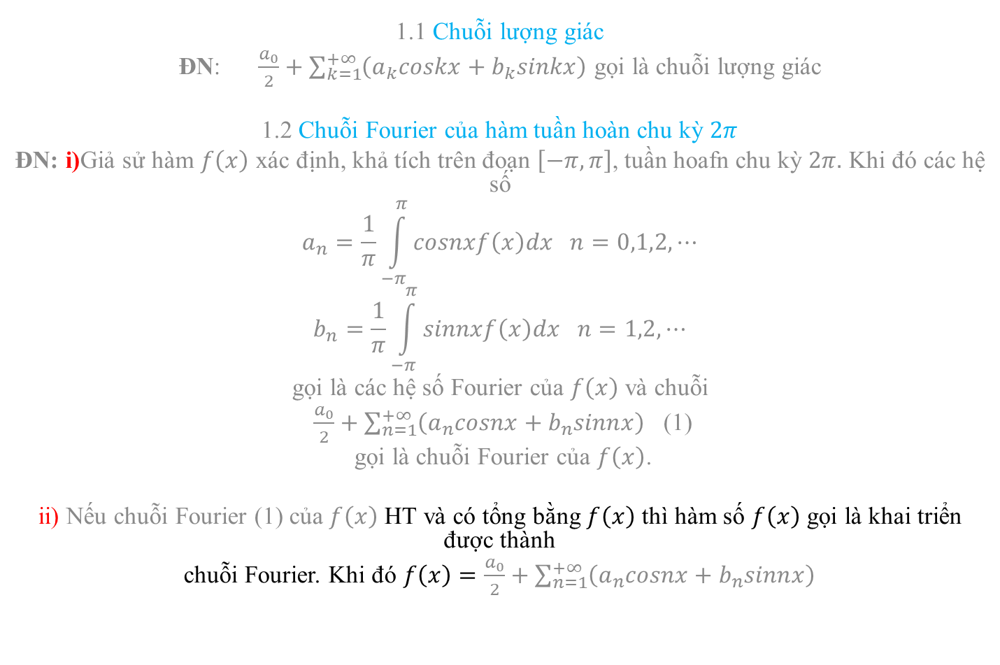 1.1 Chuỗi lượng giác
ĐN: $\frac{a_0}{2} + \sum_{k=1}^{+\infty}(a_k coskx + b_k sinkx)$ gọi là chuỗi lượng giác
1.2 Chuỗi Fourier của hàm tuần hoàn chu kỳ $2\pi$
ĐN: i)Giả sử hàm $f(x)$ xác định, khả tích trên đoạn $[-\pi, \pi]$, tuần hoafn chu kỳ $2\pi$. Khi đó các hệ
số
$a_n = \frac{1}{\pi} \int_{-\pi}^{\pi} cosnxf(x)dx \quad n = 0,1,2, \cdots$
$b_n = \frac{1}{\pi} \int_{-\pi}^{\pi} sinnxf(x)dx \quad n = 1,2, \cdots$
gọi là các hệ số Fourier của $f(x)$ và chuỗi
$\frac{a_0}{2} + \sum_{n=1}^{+\infty}(a_n cosnx + b_n sinnx)$ (1)
gọi là chuỗi Fourier của $f(x)$.
ii) Nếu chuỗi Fourier (1) của $f(x)$ HT và có tổng bằng $f(x)$ thì hàm số $f(x)$ gọi là khai triển
được thành
chuỗi Fourier. Khi đó $f(x) = \frac{a_0}{2} + \sum_{n=1}^{+\infty}(a_n cosnx + b_n sinnx)$